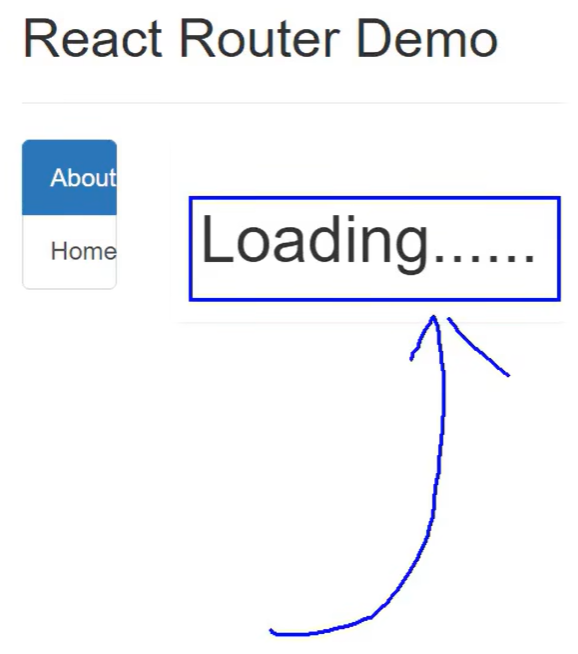 React Router Demo
About
Home
Loading......